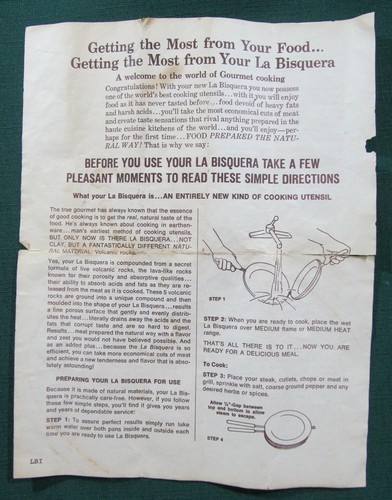 Getting the Most from Your Food...
Getting the Most from Your La Bisquera
A welcome to the world of Gourmet cooking
Congratulations! With your new La Bisquera you now possess
one of the world's best cooking utensils...with it you will enjoy
food as it has never tasted before...food devoid of heavy fats
and harsh acids...you'll take the most economical cuts of meat
and create taste sensations that rival anything prepared in the
haute cuisine kitchens of the world...and you'll enjoy—per-
haps for the first time...FOOD PREPARED THE NATU-
RAL WAY! That is why we say:
BEFORE YOU USE YOUR LA BISQUERA TAKE A FEW
PLEASANT MOMENTS TO READ THESE SIMPLE DIRECTIONS
What your La Bisquera is...AN ENTIRELY NEW KIND OF COOKING UTENSIL
The true gourmet has always known that the essence
of good cooking is to get the real, natural taste of the
food. He's always known about cooking in earthen-
ware...man's earliest method of cooking utensils.
BUT ONLY NOW IS THERE LA BISQUERA...NOT
CLAY, BUT A FANTASTICALLY DIFFERENT NATU-
RAL MATERIAL. Volcanic rocks.
Yes, your La Bisquera is compounded from a secret
formula of five volcanic rocks, the lava-like rocks
known for their porosity and absorptive qualities...
their ability to absorb acids and fats as they are re-
leased from the meat as it is cooked. These 5 volcanic
rocks are ground into a unique compound and then
moulded into the shape of your La Bisquera... results
a fine porous surface that gently and evenly distrib-
utes the heat...literally drains away the acids and the
fats that corrupt taste and are so hard to digest.
Results...meat prepared the natural way with a flavor
and zest you would not have believed possible. And
as an added plus... because the La Bisquera is so
efficient, you can take more economical cuts of meat
and achieve a new tenderness and flavor that is abso-
lutely astounding!
PREPARING YOUR LA BISQUERA FOR USE
Because it is made of natural materials, your La Bis-
quera is practically care-free. However, if you follow
these few simple steps, you'll find it gives you years
and years of dependable service:
STEP 1: To assure perfect results simply run luke
warm water over both pans inside and outside each
time you are ready to use La Bisquera.
LBI
STEP 1
STEP 2: When you are ready to cook, place the wet
La Bisquera over MEDIUM flame or MEDIUM HEAT
range.
THAT'S ALL THERE IS TO IT...NOW YOU ARE
READY FOR A DELICIOUS MEAL.
To Cook:
STEP 3: Place your steak, cutlets, chops or meat in
grill, sprinkle with salt, coarse ground pepper and any
desired herbs or spices.
Allow ¼"-Gap between
top and bottom to allow
steam to escape.
STEP 4